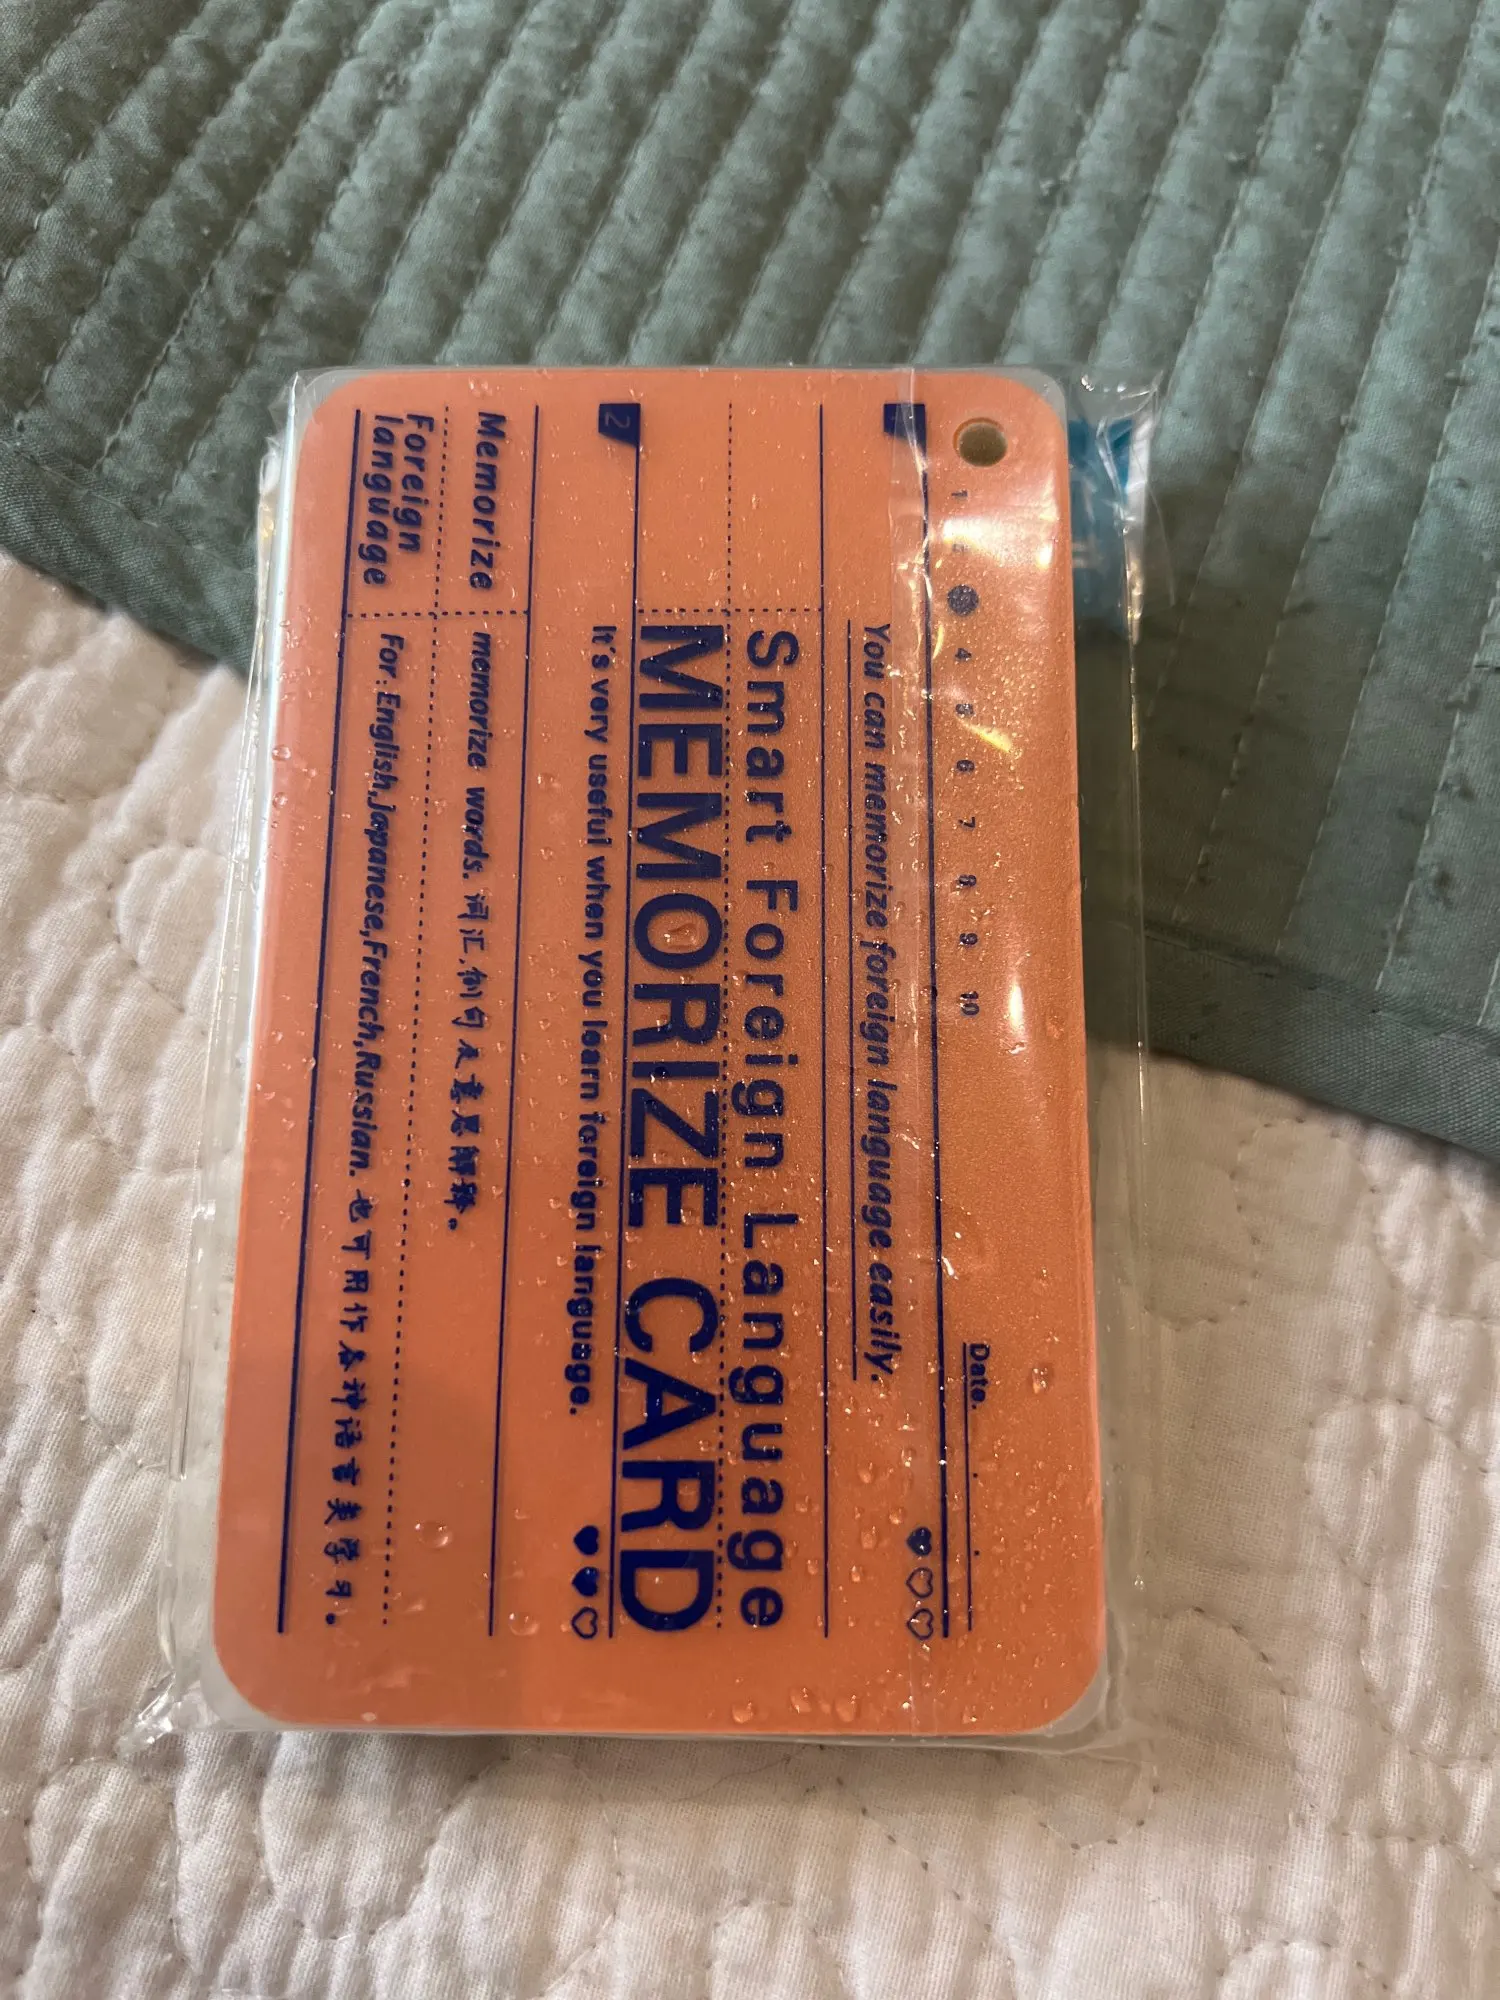 1 2 4 5 6 7 8 9 10
Date.
You can memorize foreign language easily.
Smart Foreign Language
MEMORIZE CARD
2
It's very useful when you learn foreign language.
Memorize
memorize words. 词汇,例句及意思解释。
Foreign
language
For:English,japanese,French,Russian. 也可用作各种语言类学习。